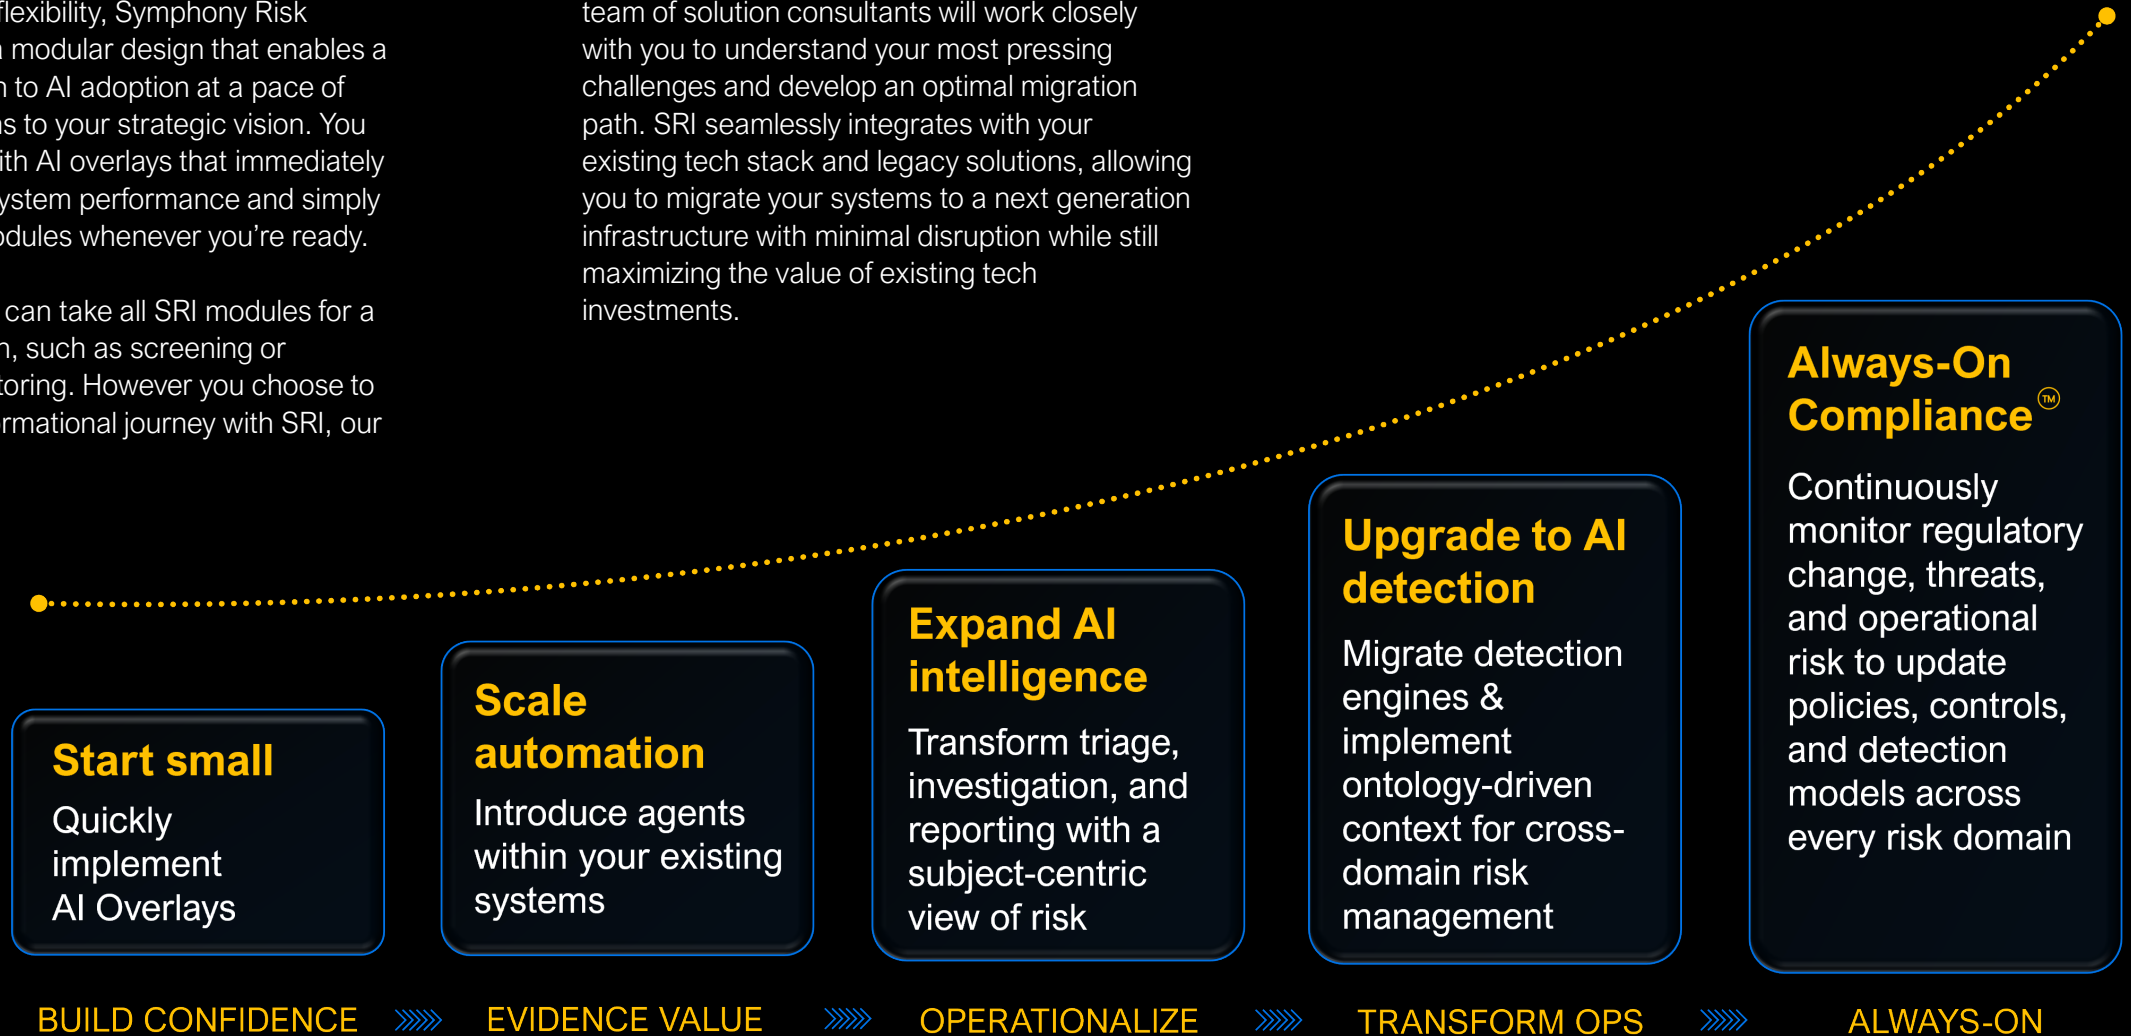 flexibility, Symphony Risk
modular design that enables a
to AI adoption at a pace of
to your strategic vision. You
AI overlays that immediately
performance and simply
whenever you're ready.
can take all SRI modules for a
such as screening or
However you choose to
journey with SRI, our
team of solution consultants will work closely
with you to understand your most pressing
challenges and develop an optimal migration
path. SRI seamlessly integrates with your
existing tech stack and legacy solutions, allowing
you to migrate your systems to a next generation
infrastructure with minimal disruption while still
maximizing the value of existing tech
investments.
Start small
Quickly
implement
AI Overlays
Scale
automation
Introduce agents
within your existing
systems
Expand AI
intelligence
Transform triage,
investigation, and
reporting with a
subject-centric
view of risk
Upgrade to AI
detection
Migrate detection
engines &
implement
ontology-driven
context for cross-
domain risk
management
Always-On
Compliance™
Continuously
monitor regulatory
change, threats,
and operational
risk to update
policies, controls,
and detection
models across
every risk domain
BUILD CONFIDENCE
EVIDENCE VALUE
OPERATIONALIZE
TRANSFORM OPS
ALWAYS-ON